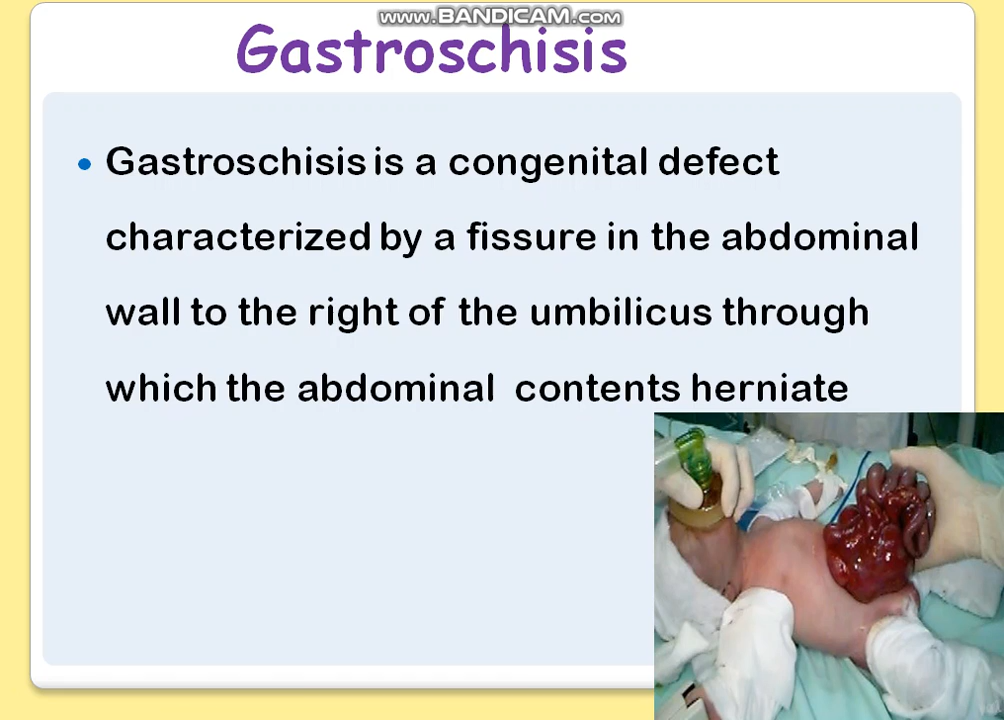 www.BANDICAM.com
Gastroschisis
• Gastroschisis is a congenital defect
characterized by a fissure in the abdominal
wall to the right of the umbilicus through
which the abdominal contents herniate